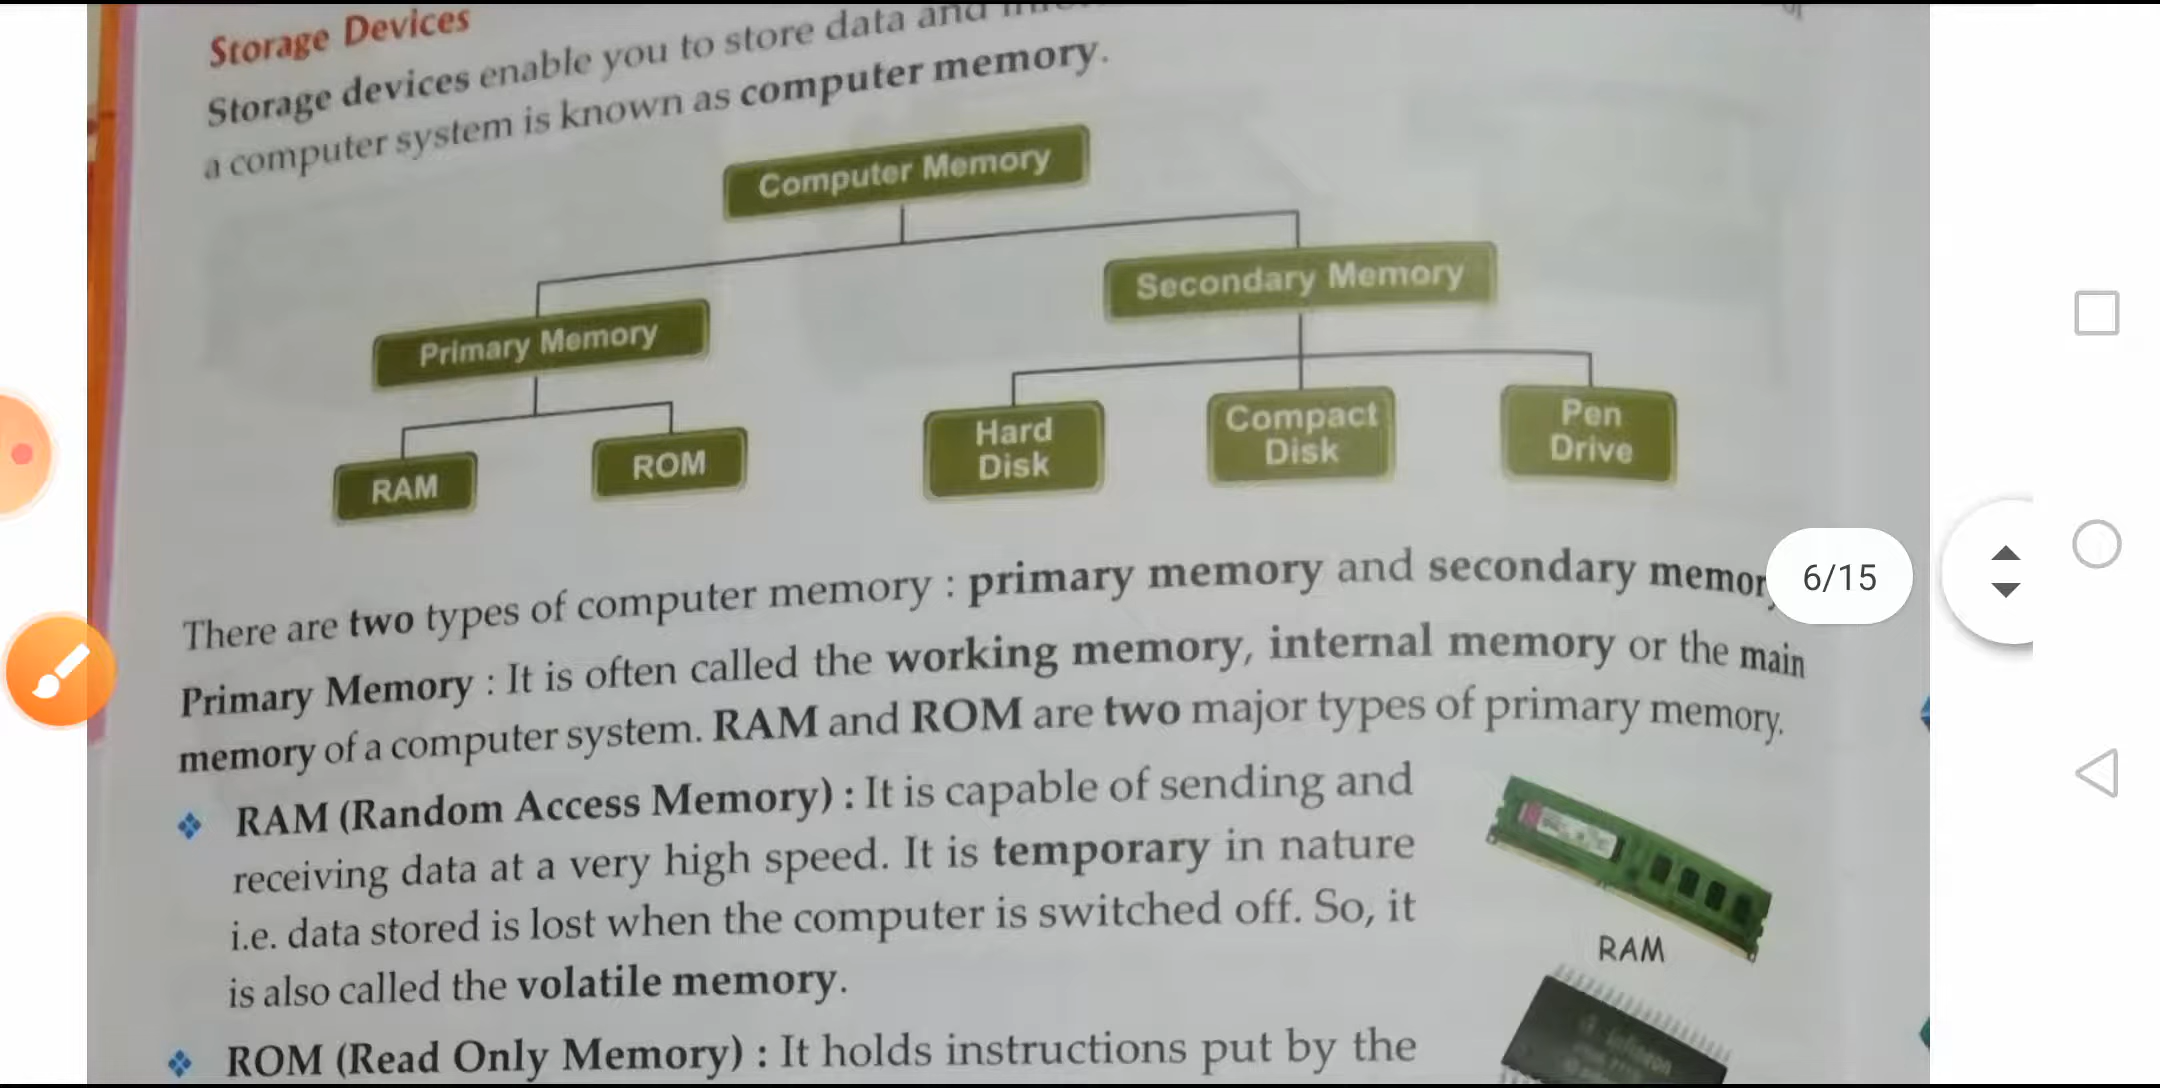 Storage Devices
Storage devices enable you to store data and
a computer system is known as computer memory.
Computer Memory
Secondary Memory
Primary Memory
Hard
Disk
Compact
Disk
Pen
Drive
RAM
ROM
There are two types of computer memory : primary memory and secondary
6/15
Primary Memory : It is often called the working memory, internal memory or the main
memory of a computer system. RAM and ROM are two major types of primary memory.
❖ RAM (Random Access Memory) : It is capable of sending and
receiving data at a very high speed. It is temporary in nature
i.e. data stored is lost when the computer is switched off. So, it
is also called the volatile memory.
RAM
❖ ROM (Read Only Memory) : It holds instructions put by the
Infineon